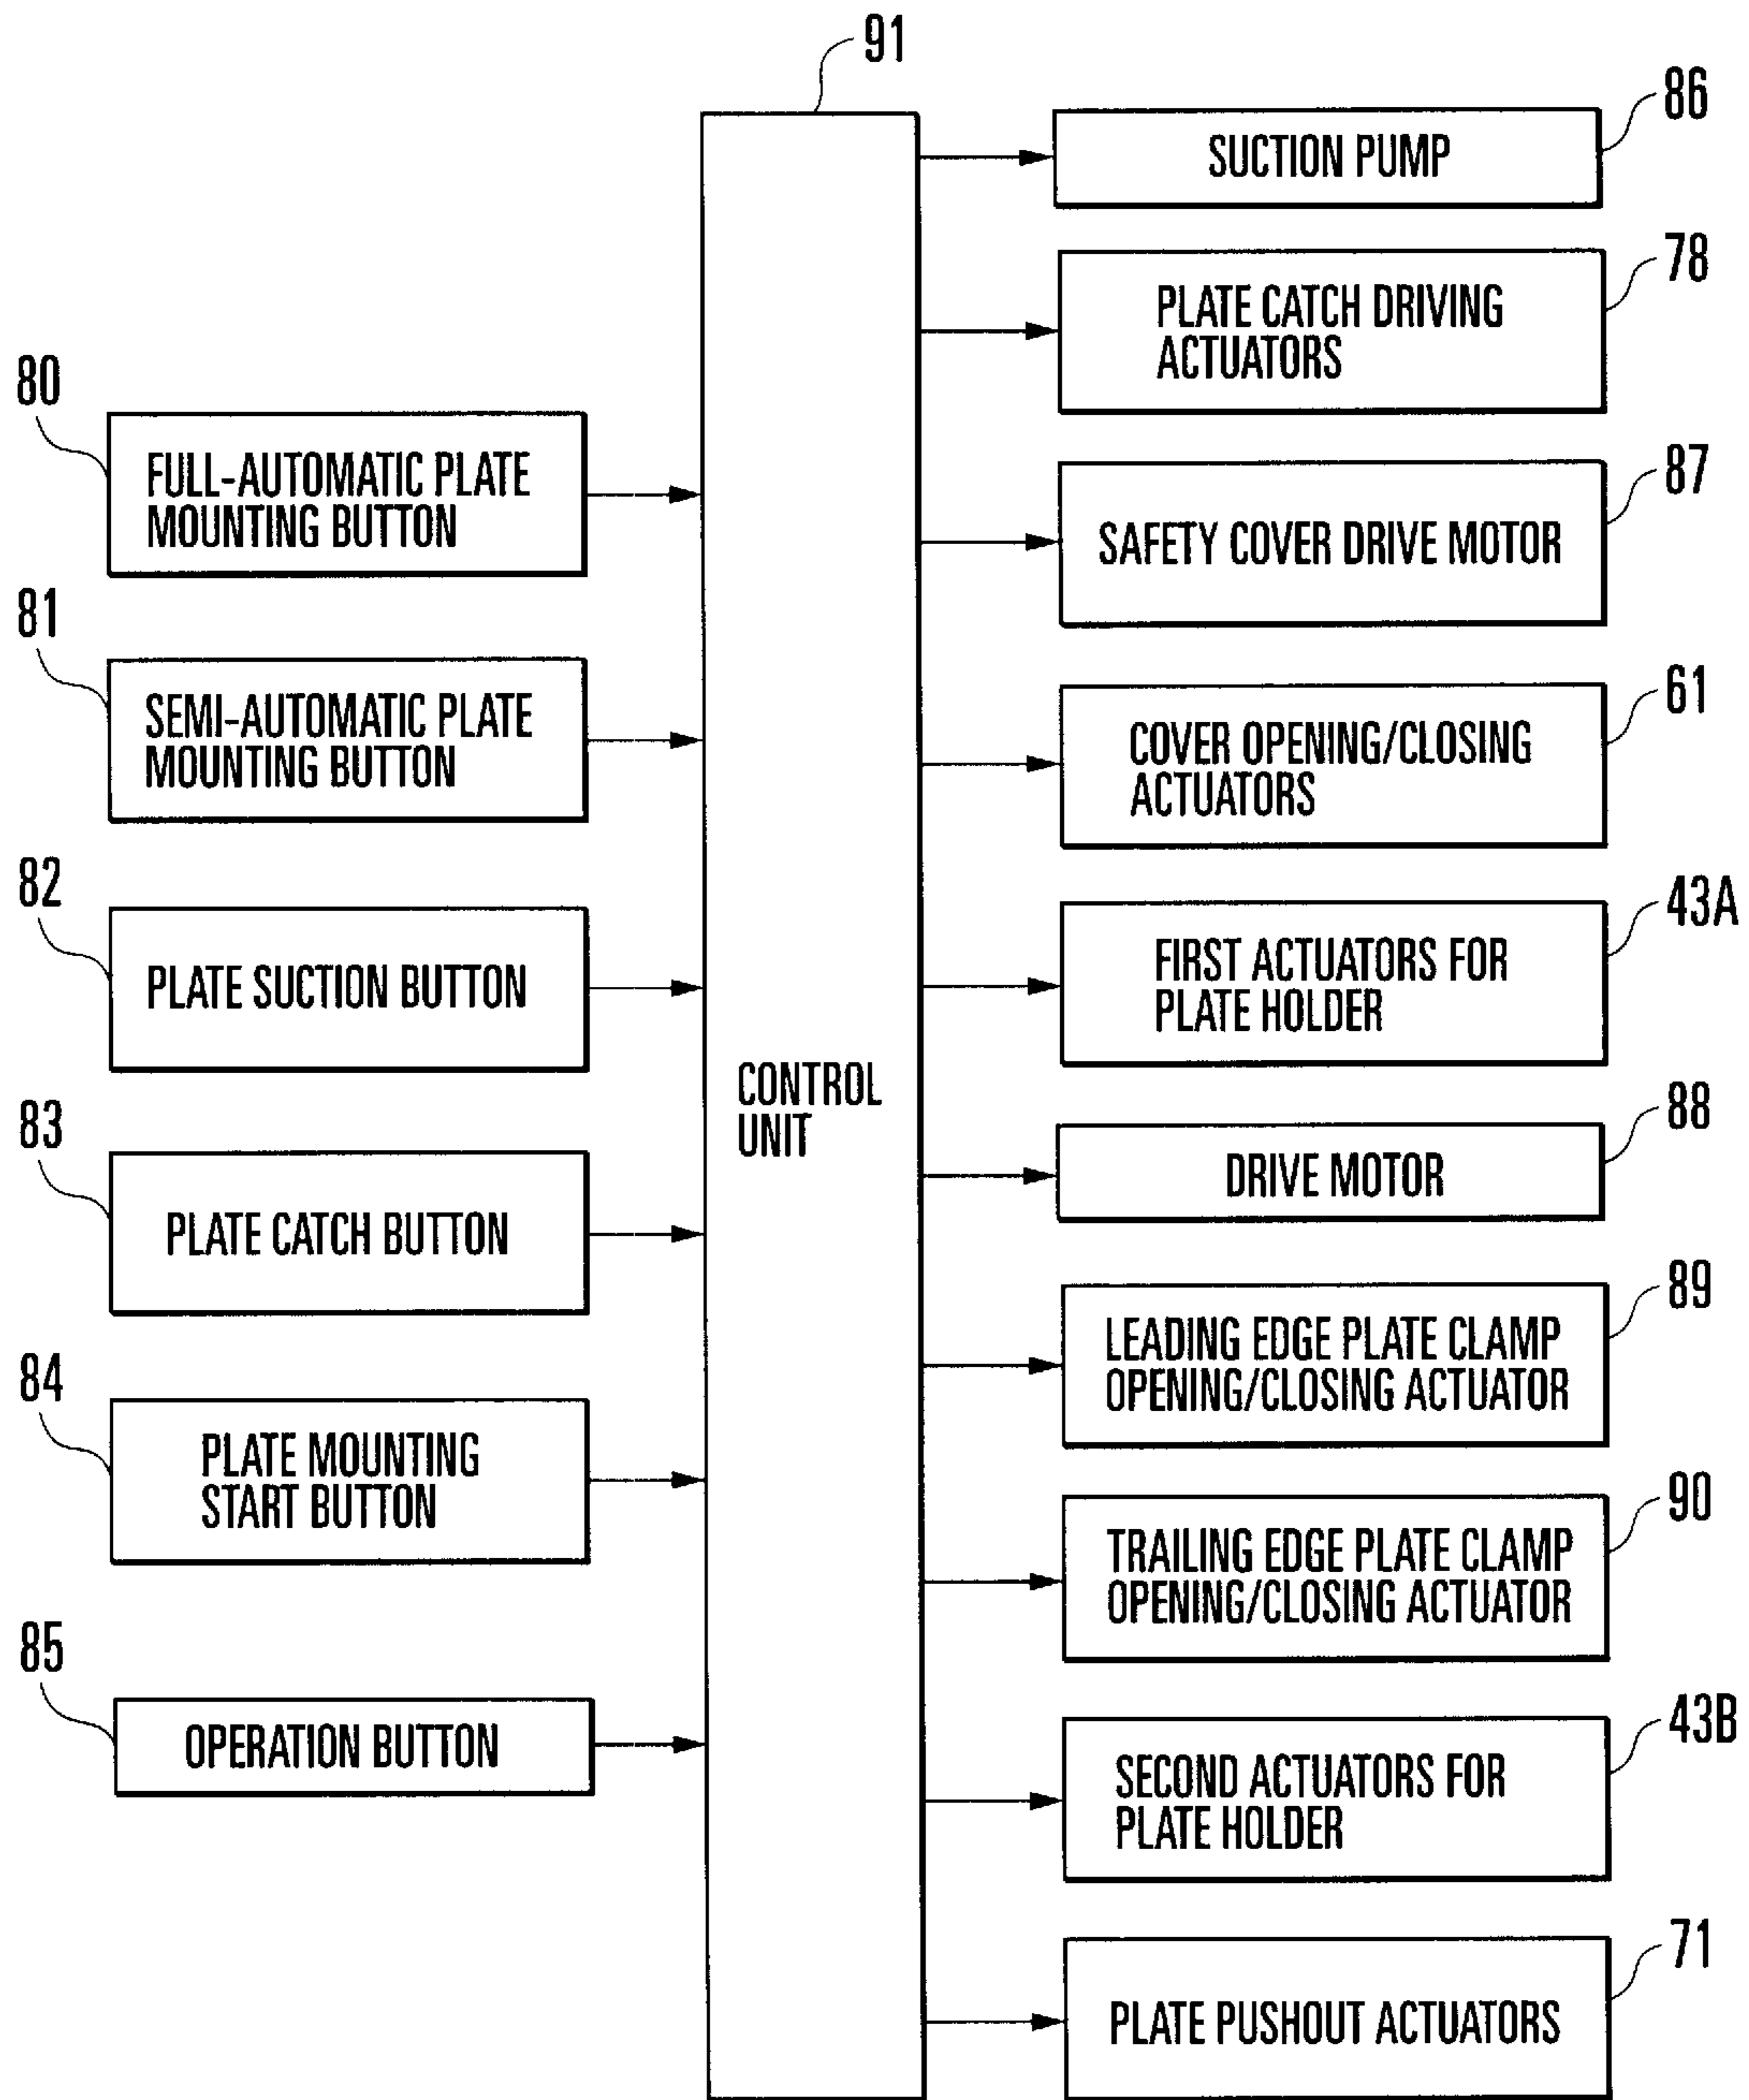 91
80
FULL-AUTOMATIC PLATE
MOUNTING BUTTON
81
SEMI-AUTOMATIC PLATE
MOUNTING BUTTON
82
PLATE SUCTION BUTTON
83
PLATE CATCH BUTTON
84
PLATE MOUNTING
START BUTTON
85
OPERATION BUTTON
CONTROL
UNIT
86
SUCTION PUMP
78
PLATE CATCH DRIVING
ACTUATORS
87
SAFETY COVER DRIVE MOTOR
61
COVER OPENING/CLOSING
ACTUATORS
43A
FIRST ACTUATORS FOR
PLATE HOLDER
88
DRIVE MOTOR
89
LEADING EDGE PLATE CLAMP
OPENING/CLOSING ACTUATOR
90
TRAILING EDGE PLATE CLAMP
OPENING/CLOSING ACTUATOR
43B
SECOND ACTUATORS FOR
PLATE HOLDER
71
PLATE PUSHOUT ACTUATORS